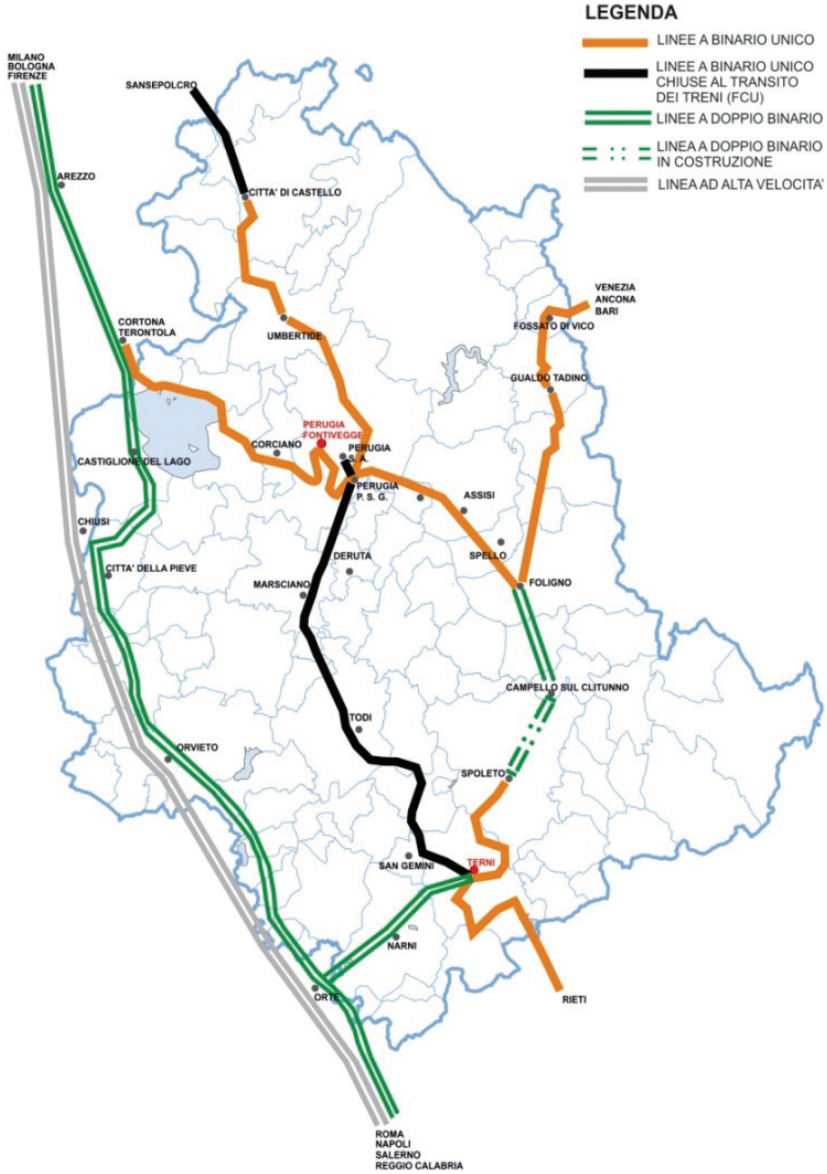 LEGENDA
LINEE A BINARIO UNICO
LINEE A BINARIO UNICO
CHIUSE AL TRANSITO
DEI TRENI (FCU)
LINEE A DOPPIO BINARIO
LINEA A DOPPIO BINARIO
IN COSTRUZIONE
LINEA AD ALTA VELOCITA'
MILANO
BOLOGNA
FIRENZE
SANSEPOLCRO
AREZZO
CITTA' DI CASTELLO
VENEZIA
ANCONA
BARI
CORTONA
TERONTOLA
UMBERTIDE
FOSSATO DI VICO
GUALDO TADINO
PERUGIA
FONTIVEGGE
CORCIANO
PERUGIA
S. A.
CASTIGLIONE DEL LAGO
PERUGIA
P. S. G.
ASSISI
CHIUSI
SPELLO
DERUTA
CITTA' DELLA PIEVE
MARSCIANO
FOLIGNO
CAMPELLO SUL CLITUNNO
TODI
ORVIETO
SPOLETO
SAN GEMINI
TERNI
NARNI
ORTE
RIETI
ROMA
NAPOLI
SALERNO
REGGIO CALABRIA